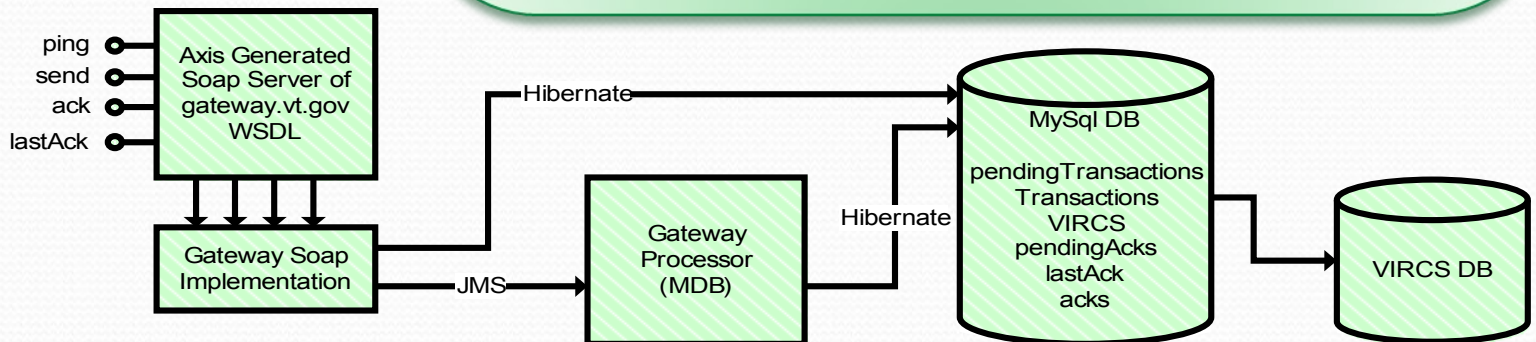 ping
send
ack
lastAck
Axis Generated
Soap Server of
gateway.vt.gov
WSDL
Gateway Soap
Implementation
Hibernate
JMS
Gateway
Processor
(MDB)
Hibernate
MySql DB
pendingTransactions
Transactions
VIRCS
pendingAcks
lastAck
acks
VIRCS DB